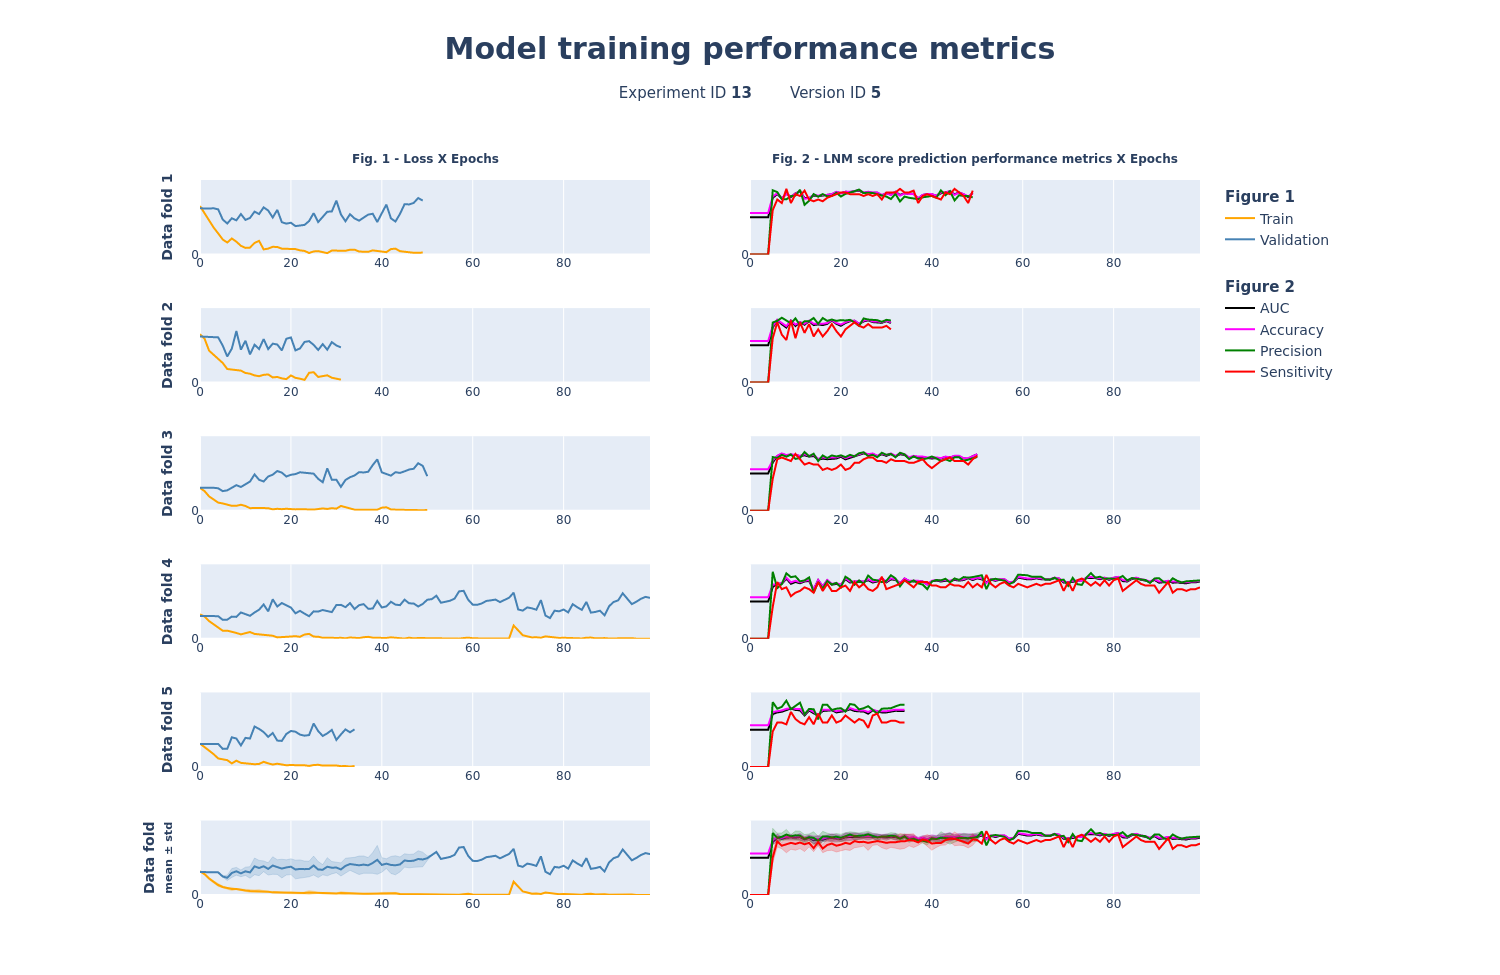 Model training performance metrics
Experiment ID 13 Version ID 5
Fig. 1 - Loss X Epochs
Fig. 2 - LNM score prediction performance metrics X Epochs
Data fold 1
0
0 20 40 60 80
0
0 20 40 60 80
Figure 1
Train
Validation
Figure 2
AUC
Accuracy
Precision
Sensitivity
Data fold 2
0
0 20 40 60 80
0
0 20 40 60 80
Data fold 3
0
0 20 40 60 80
0
0 20 40 60 80
Data fold 4
0
0 20 40 60 80
0
0 20 40 60 80
Data fold 5
0
0 20 40 60 80
0
0 20 40 60 80
Data fold
mean ± std
0
0 20 40 60 80
0
0 20 40 60 80